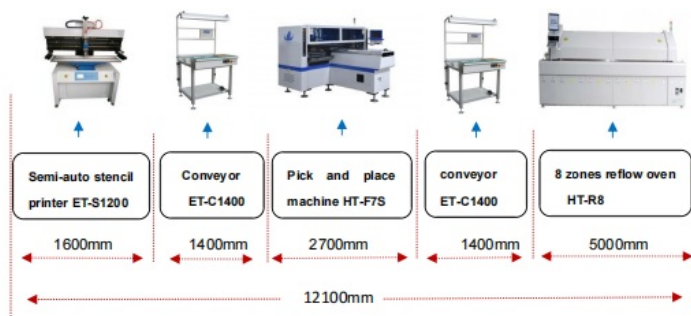 Semi-auto stencil
printer ET-S1200
Conveyor
ET-C1400
Pick and place
machine HT-F7S
conveyor
ET-C1400
8 zones reflow oven
HT-R8
1600mm
1400mm
2700mm
1400mm
5000mm
12100mm